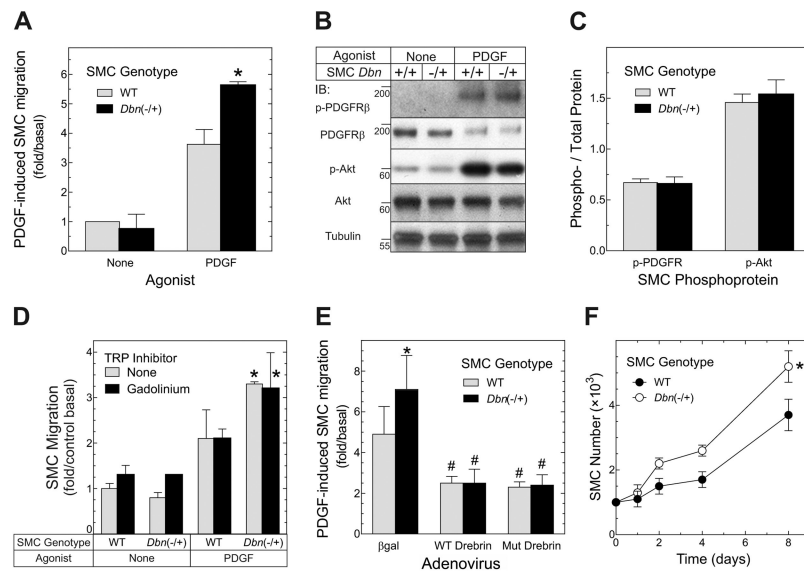 A
PDGF-induced SMC migration
(fold/basal)
6
5
4
3
2
1
0
SMC Genotype
WT
Dbn(-/+)
*
None
PDGF
Agonist
B
Agonist None PDGF
SMC Dbn +/+ -/+ +/+ -/+
IB:
200
p-PDGFRβ
PDGFRβ 200
p-Akt
60
Akt
60
Tubulin
55
C
Phospho- / Total Protein
1.5
1.0
0.5
0.0
SMC Genotype
WT
Dbn(-/+)
p-PDGFR
p-Akt
SMC Phosphoprotein
D
SMC Migration
(fold/control basal)
4
3
2
1
0
TRP Inhibitor
None
Gadolinium
* *
SMC Genotype WT Dbn(-/+) WT Dbn(-/+)
Agonist None PDGF
E
PDGF-induced SMC migration
(fold/basal)
8
6
4
2
0
SMC Genotype
WT
Dbn(-/+)
*
# # # #
βgal WT Drebrin Mut Drebrin
Adenovirus
F
SMC Number (×10³)
4
2
0
SMC Genotype
WT
Dbn(-/+)
*
0 2 4 6 8
Time (days)